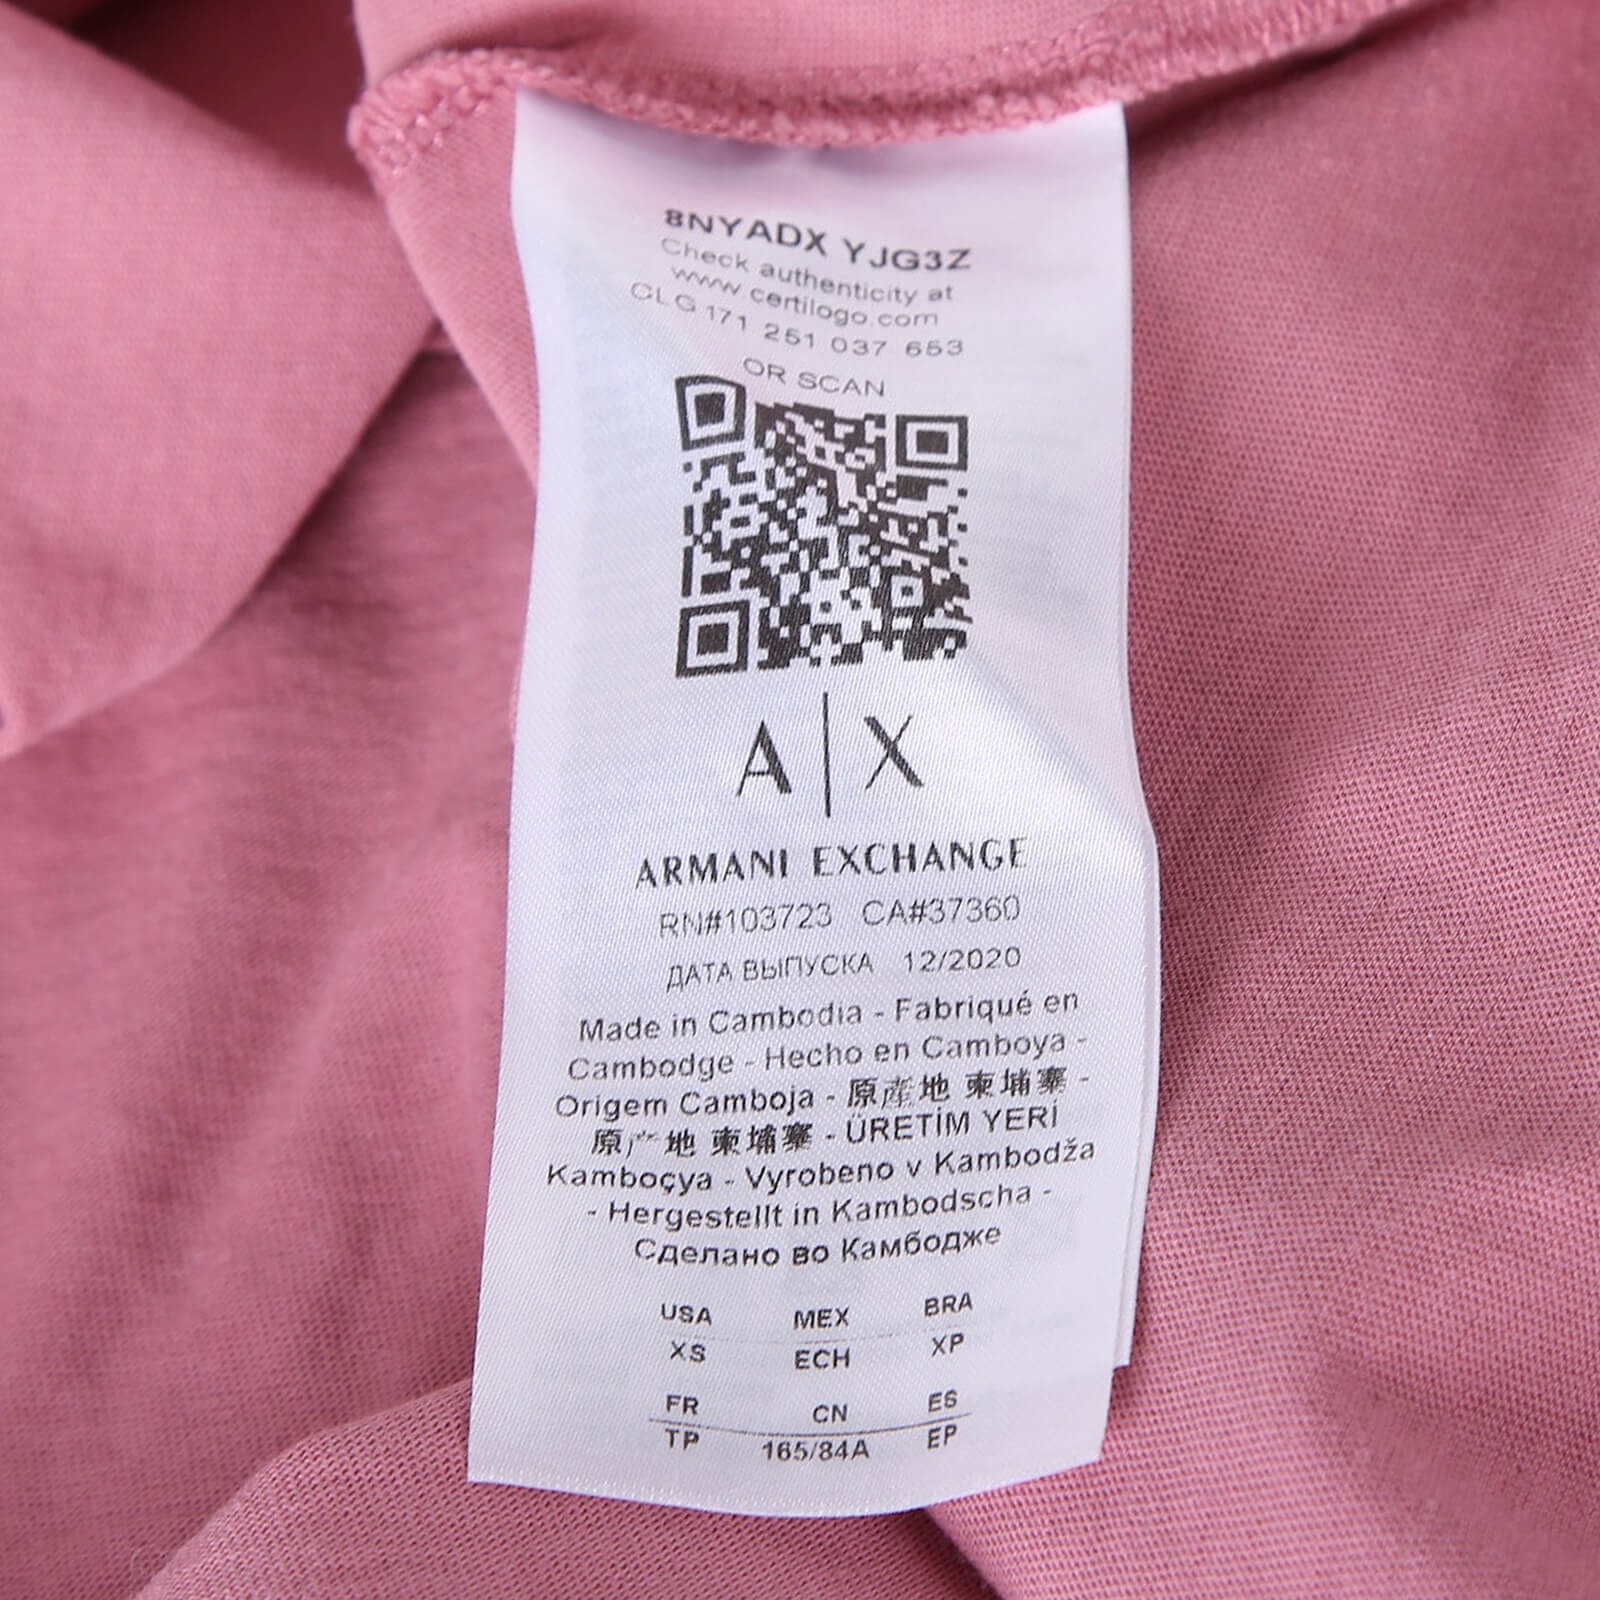 8NYADX YJG3Z
Check authenticity at
www.certilogo.com
CLG 171 251 037 653
OR SCAN
A|X
ARMANI EXCHANGE
RN#103723 CA#37360
ДАТА ВЫПУСКА 12/2020
Made in Cambodia - Fabriqué en
Cambodge - Hecho en Camboya -
Origem Camboja - 原産地 柬埔寨 -
原产地 柬埔寨 - ÜRETİM YERİ
Kamboçya - Vyrobeno v Kambodža
- Hergestellt in Kambodscha -
Сделано во Камбодже
USA MEX BRA
XS ECH XP
FR CN ES
TP 165/84A EP